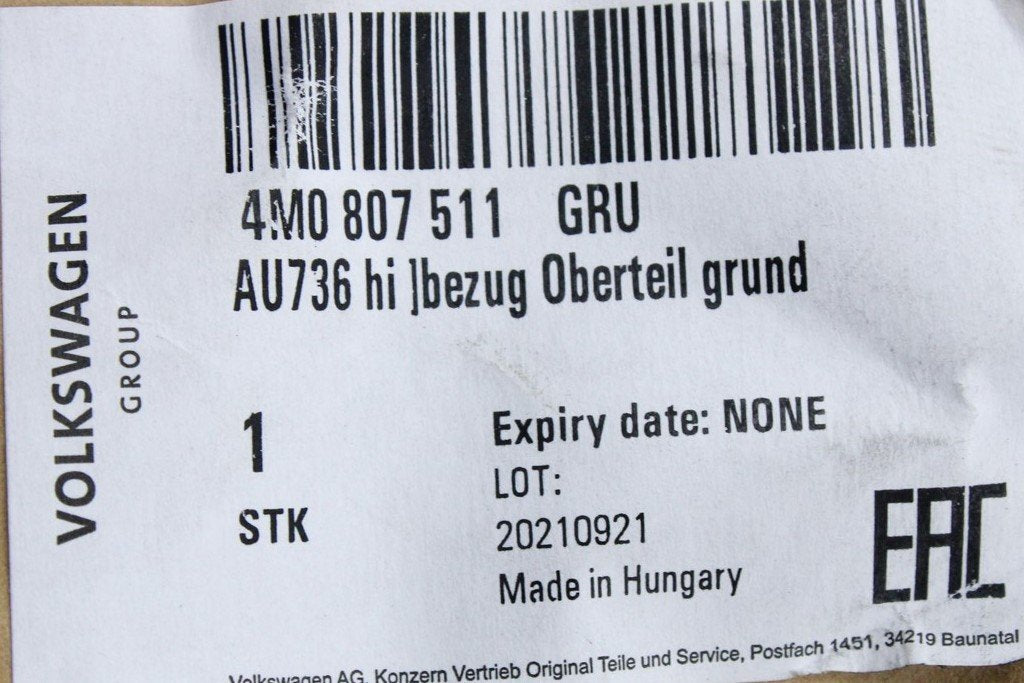 VOLKSWAGEN
GROUP
4M0 807 511 GRU
AU736 hi ]bezug Oberteil grund
1
STK
Expiry date: NONE
LOT:
20210921
Made in Hungary
EAC
Volkswagen AG, Konzern Vertrieb Original Teile und Service, Postfach 1451, 34219 Baunatal